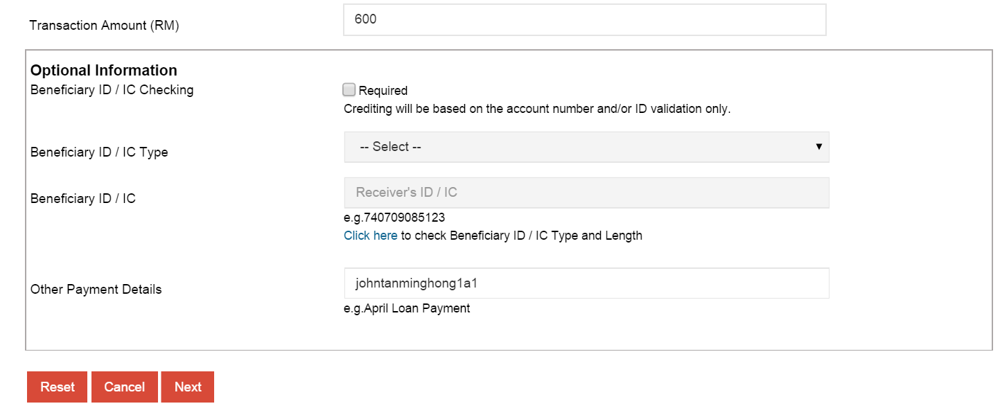 Transaction Amount (RM) 600
Optional Information
Beneficiary ID / IC Checking Required
Crediting will be based on the account number and/or ID validation only.
Beneficiary ID / IC Type -- Select --
Beneficiary ID / IC Receiver's ID / IC
e.g.740709085123
Click here to check Beneficiary ID / IC Type and Length
Other Payment Details johntanminghong1a1
e.g.April Loan Payment
Reset Cancel Next